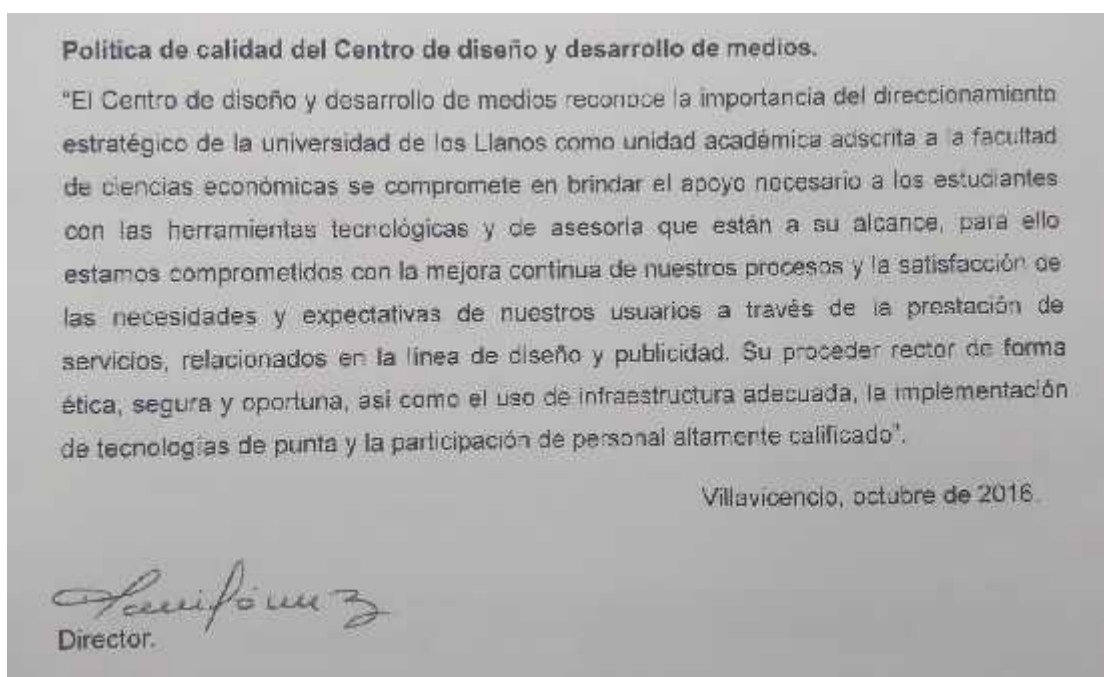 Política de calidad del Centro de diseño y desarrollo de medios.
"El Centro de diseño y desarrollo de medios reconoce la importancia del direccionamiento
estratégico de la universidad de los Llanos como unidad académica adscrita a la facultad
de ciencias económicas se compromete en brindar el apoyo necesario a los estudiantes
con las herramientas tecnológicas y de asesoría que están a su alcance, para ello
estamos comprometidos con la mejora continua de nuestros procesos y la satisfacción de
las necesidades y expectativas de nuestros usuarios a través de la prestación de
servicios, relacionados en la línea de diseño y publicidad. Su proceder rector de forma
ética, segura y oportuna, así como el uso de infraestructura adecuada, la implementación
de tecnologías de punta y la participación de personal altamente calificado".
Villavicencio, octubre de 2016.
Director.